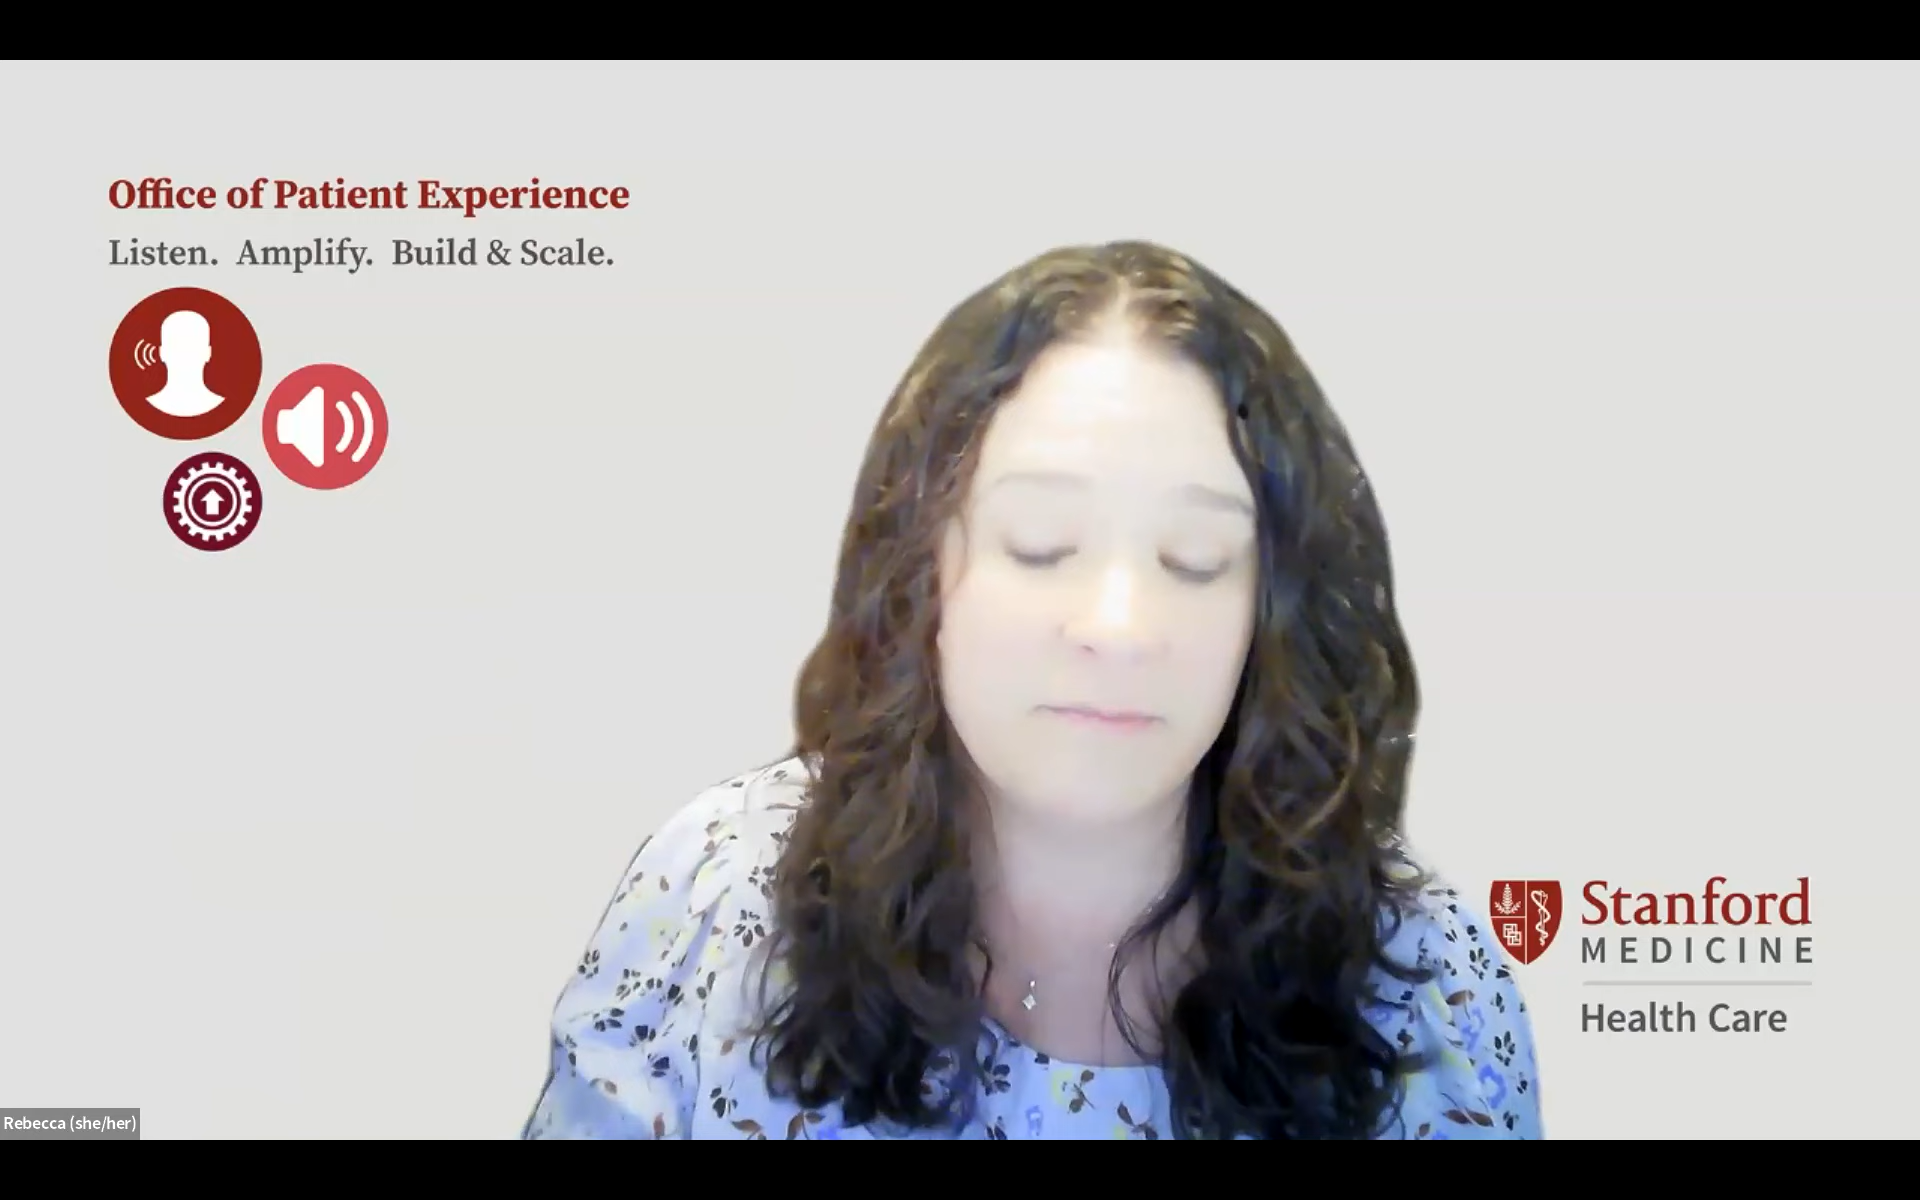 Office of Patient Experience
Listen. Amplify. Build & Scale.
Stanford
MEDICINE
Health Care
Rebecca (she/her)